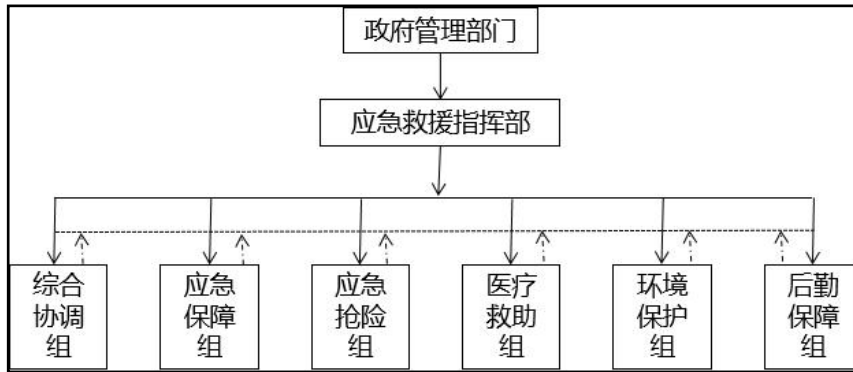 政府管理部门
应急救援指挥部
综合
协调
组
应急
保障
组
应急
抢险
组
医疗
救助
组
环境
保护
组
后勤
保障
组